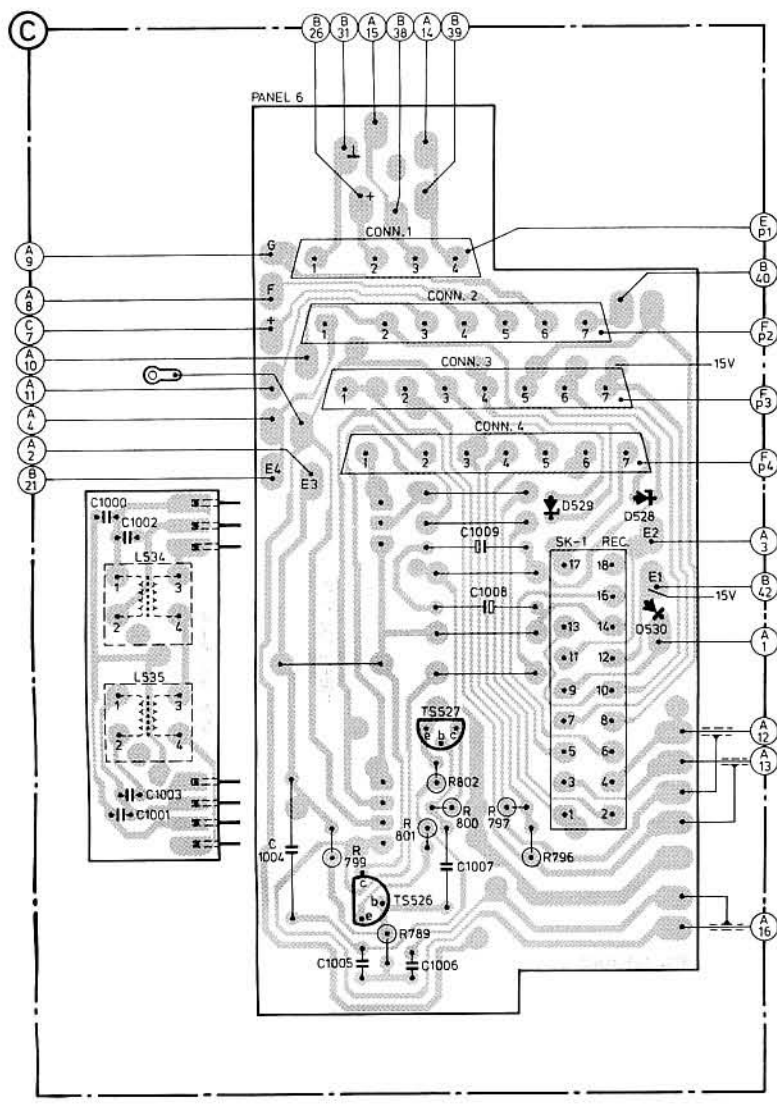 C
B 26
B 31
A 15
B 38
A 14
B 39
PANEL 6
⊥
+
CONN. 1
1 2 3 4
G
E P1
A 9
B 40
A 8
F
CONN. 2
1 2 3 4 5 6 7
C 7
+
F P2
A 10
CONN. 3
15V
1 2 3 4 5 6 7
A 11
F P3
A 4
CONN. 4
1 2 3 4 5 6 7
A 2
F P4
B 21
E4
E3
C1000
C1002
D529
D528
E2
A 3
C1009
SK-1 REC.
17 18
L534
1 3
2 4
E1
B 42
15V
16
C1008
D530
13 14
A 1
11 12
9 10
L535
1 3
2 4
TS527
e b c
7 8
A 12
5 6
A 13
R802
3 4
C1003
C1001
R 800
R 797
1 2
R 801
C 1004
R 799
C1007
R796
c
b
e
TS526
A 16
R789
C1005
C1006